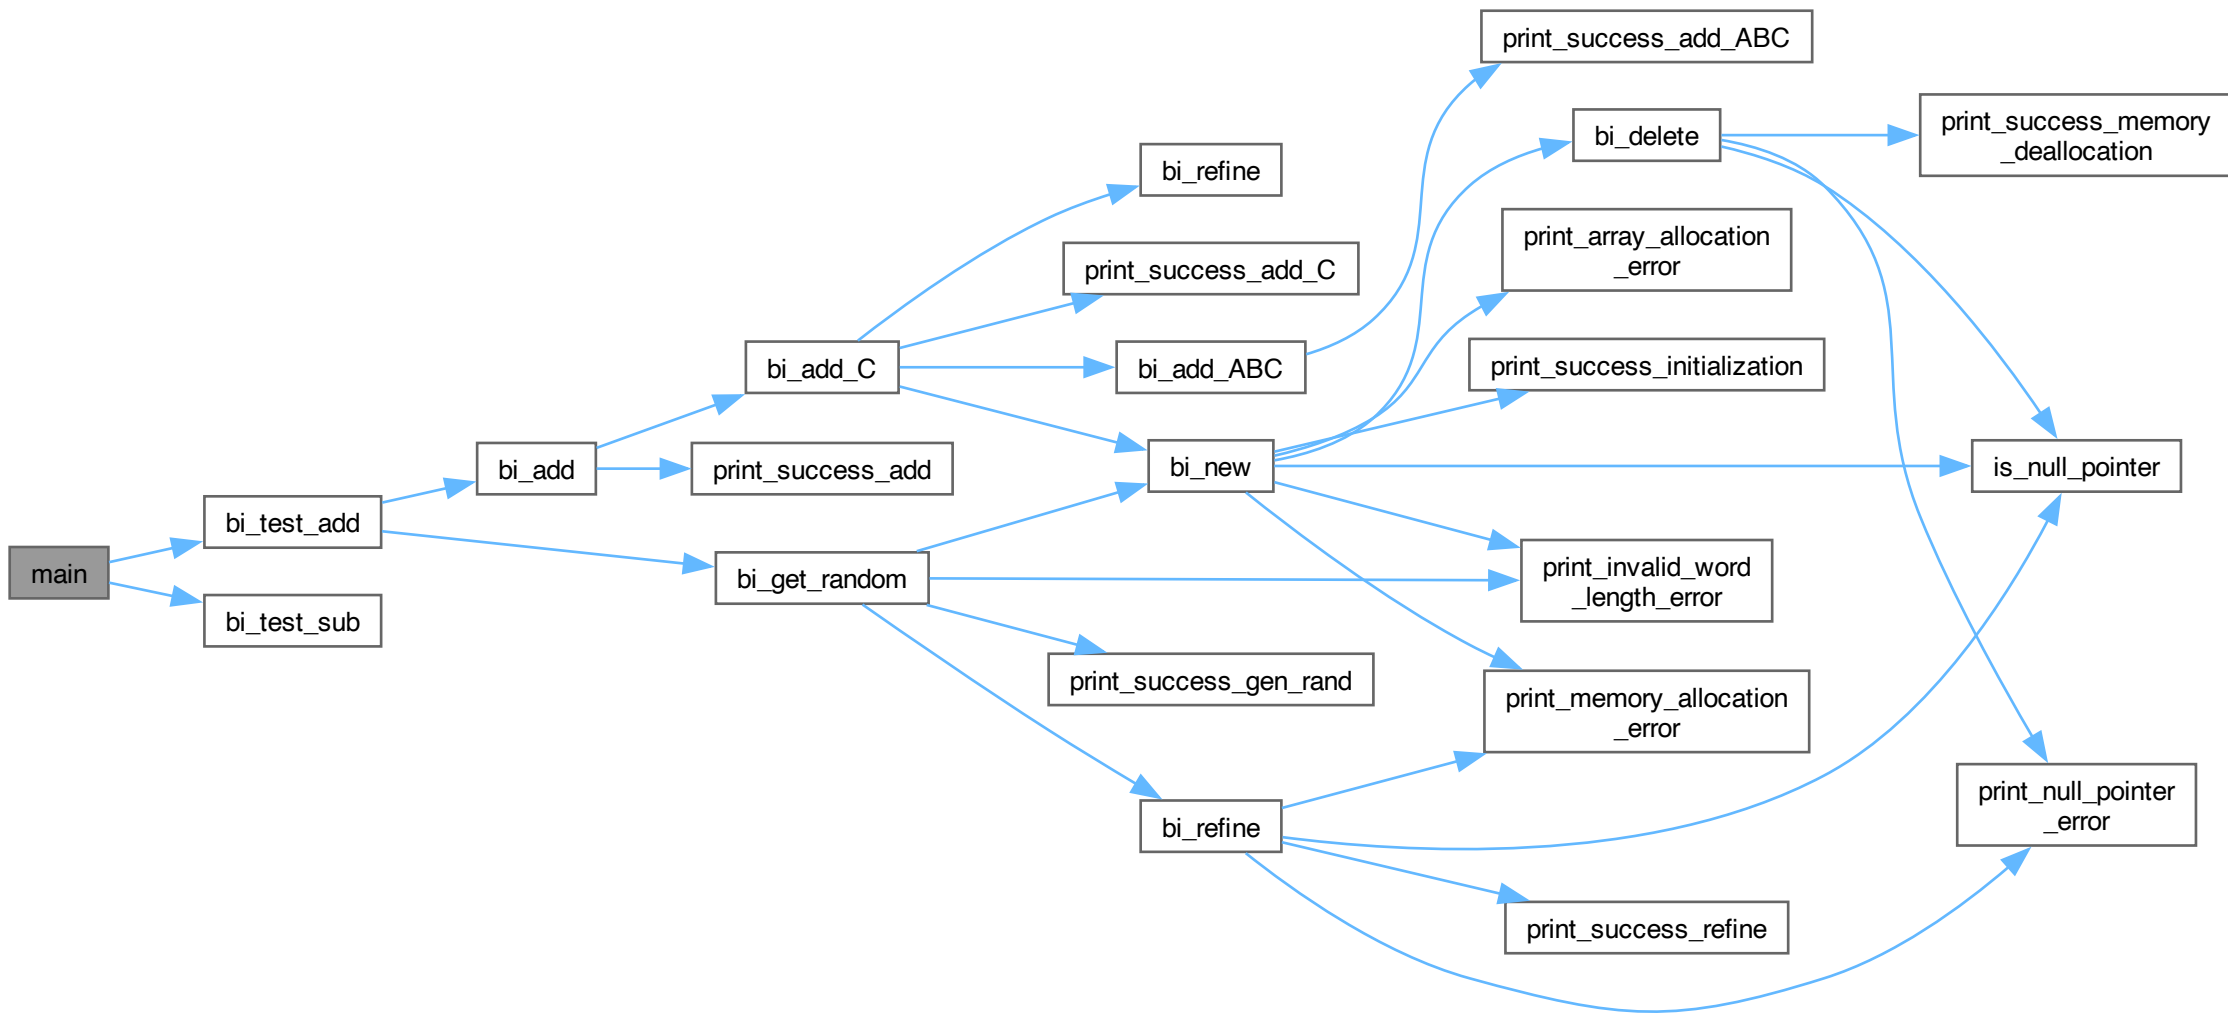 main
bi_test_add
bi_test_sub
bi_add
print_success_add
bi_get_random
bi_add_C
bi_refine
print_success_add_C
bi_add_ABC
bi_new
print_success_gen_rand
bi_refine
print_success_add_ABC
bi_delete
print_array_allocation
_error
print_success_initialization
print_invalid_word
_length_error
print_memory_allocation
_error
print_success_refine
print_success_memory
_deallocation
is_null_pointer
print_null_pointer
_error